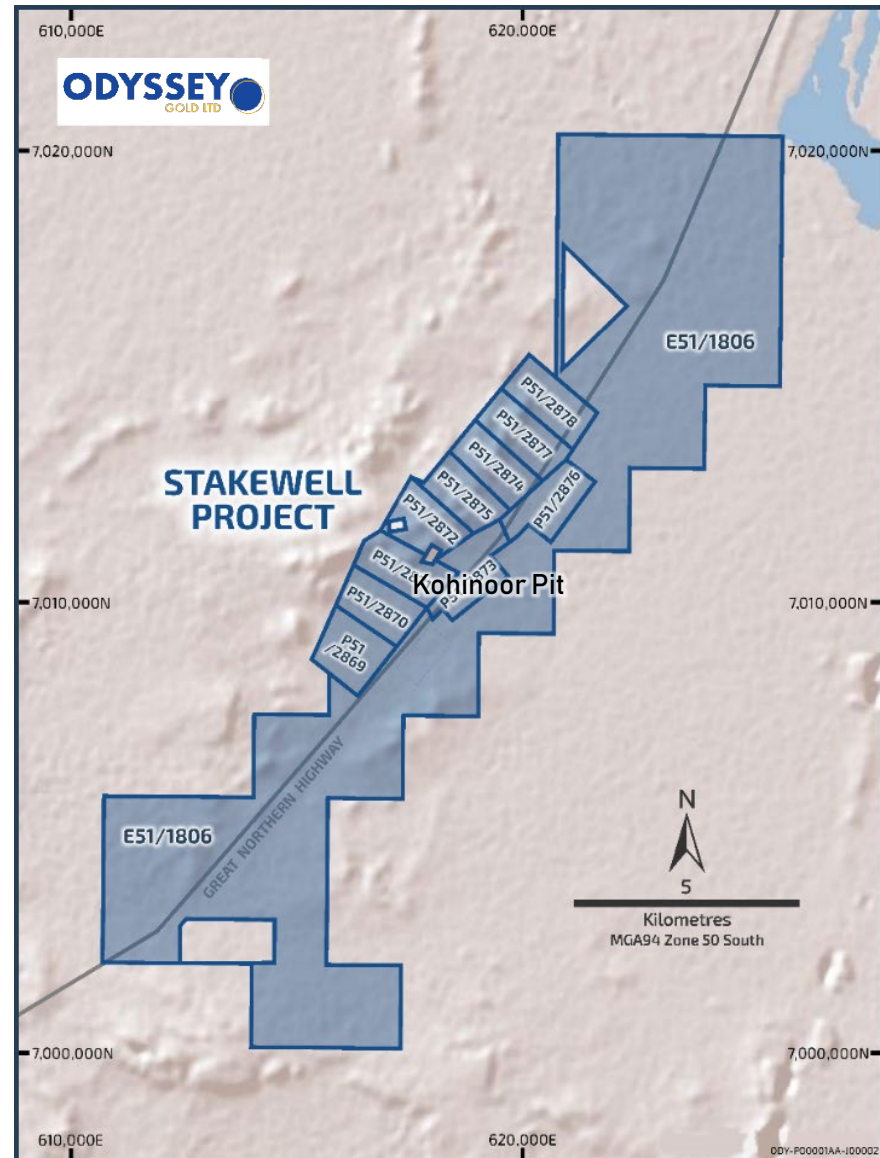 610,000E
620,000E
ODYSSEY
GOLD LTD
7,020,000N
7,020,000N
E51/1806
P51/2878
P51/2877
P51/2874
P51/2876
P51/2875
STAKEWELL
PROJECT
P51/2872
Kohinoor Pit
7,010,000N
7,010,000N
P51/2870
P51
/2869
GREAT NORTHERN HIGHWAY
E51/1806
N
5
Kilometres
MGA94 Zone 50 South
7,000,000N
7,000,000N
610,000E
620,000E
ODY-P00001AA-J00002